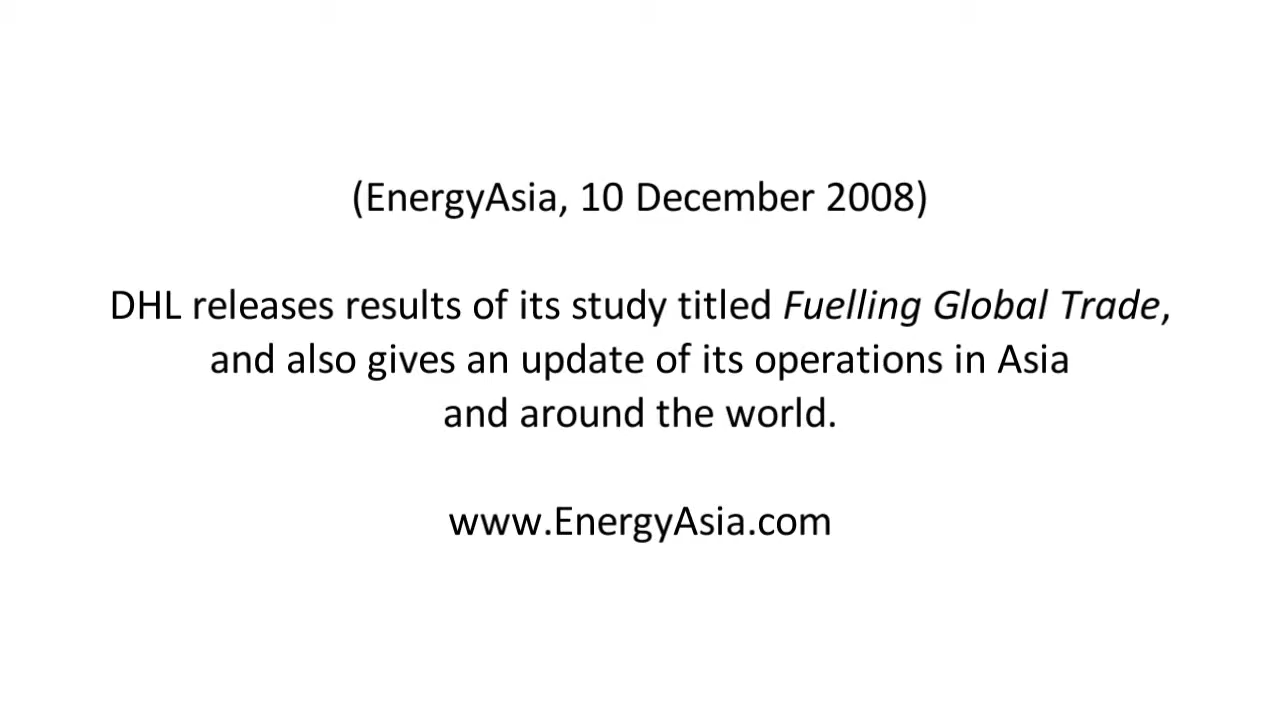 (EnergyAsia, 10 December 2008)
DHL releases results of its study titled Fuelling Global Trade,
and also gives an update of its operations in Asia
and around the world.
www.EnergyAsia.com